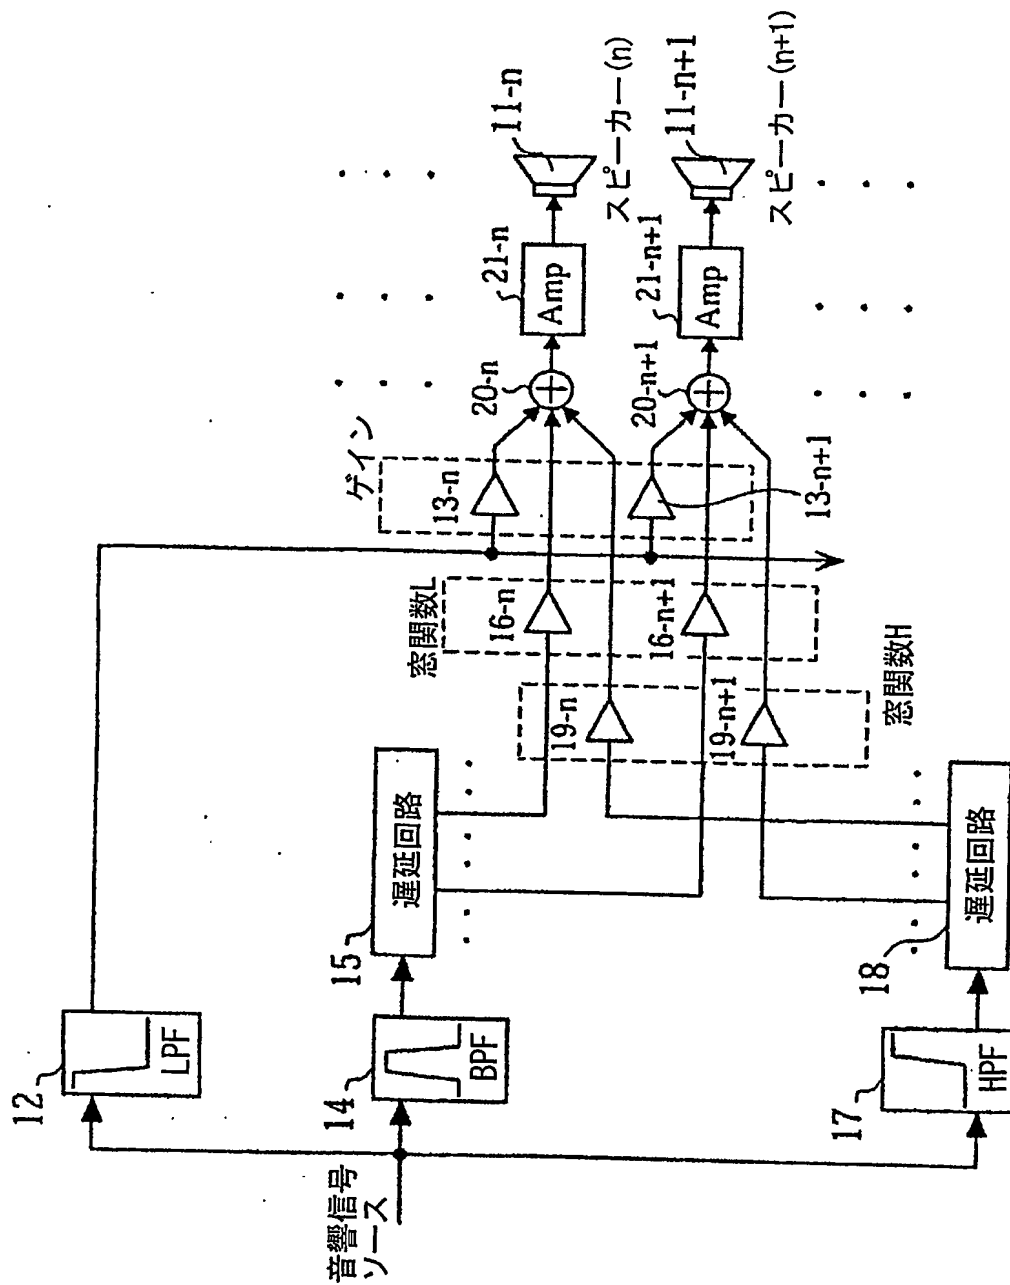 音響信号
ソース
12
LPF
14
BPF
17
HPF
15
遅延回路
18
遅延回路
窓関数H
19-n
19-n+1
窓関数L
16-n
16-n+1
ゲイン
13-n
13-n+1
20-n
20-n+1
21-n
Amp
21-n+1
Amp
11-n
スピーカー(n)
11-n+1
スピーカー(n+1)